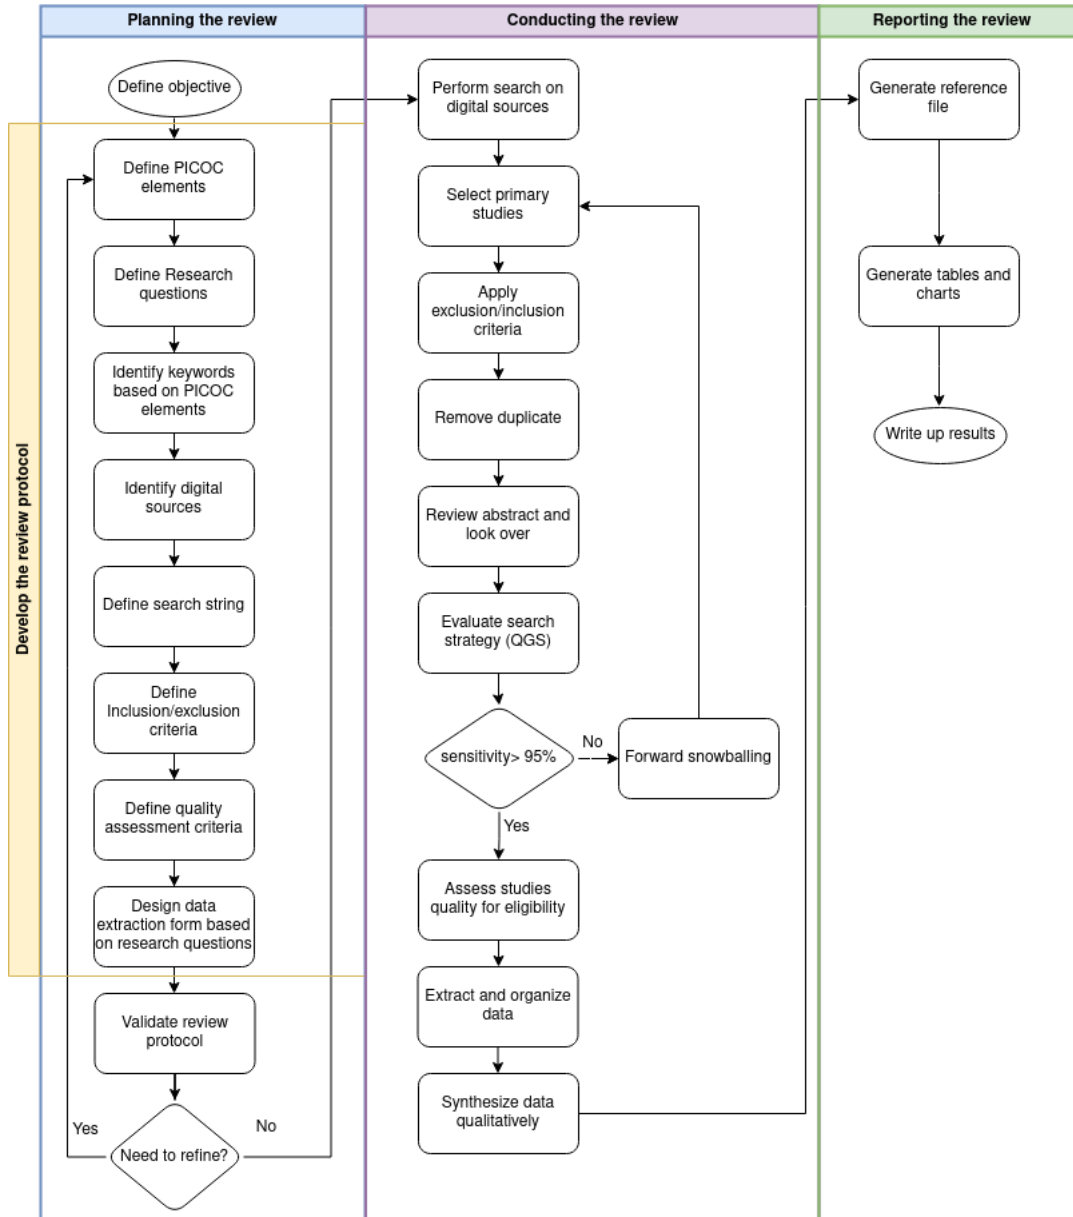 Planning the review
Conducting the review
Reporting the review
Develop the review protocol
Define objective
Define PICOC
elements
Define Research
questions
Identify keywords
based on PICOC
elements
Identify digital
sources
Define search string
Define
Inclusion/exclusion
criteria
Define quality
assessment criteria
Design data
extraction form based
on research questions
Validate review
protocol
Need to refine?
Yes
No
Perform search on
digital sources
Select primary
studies
Apply
exclusion/inclusion
criteria
Remove duplicate
Review abstract and
look over
Evaluate search
strategy (QGS)
sensitivity> 95%
No
Forward snowballing
Yes
Assess studies
quality for eligibility
Extract and organize
data
Synthesize data
qualitatively
Generate reference
file
Generate tables and
charts
Write up results